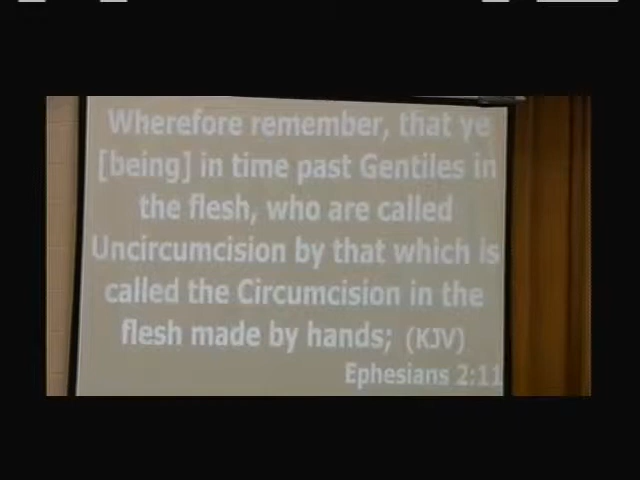 Wherefore remember, that ye
[being] in time past Gentiles in
the flesh, who are called
Uncircumcision by that which is
called the Circumcision in the
flesh made by hands; (KJV)
Ephesians 2:11